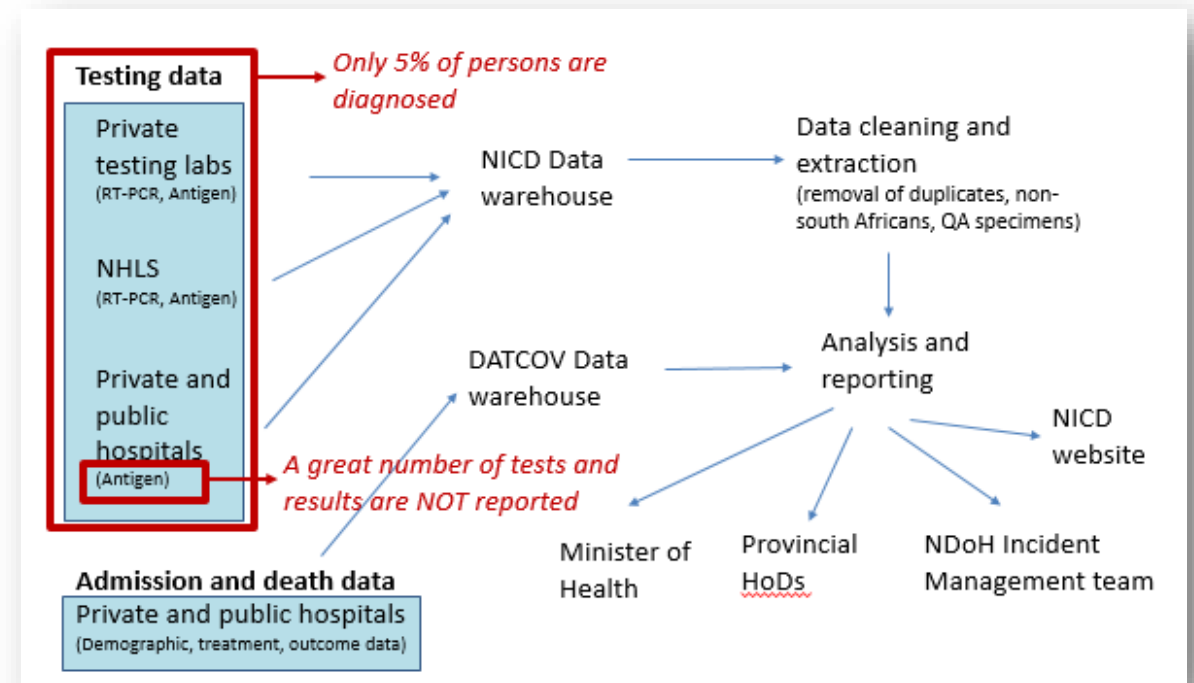 Testing data
Only 5% of persons are
diagnosed
Private
testing labs
(RT-PCR, Antigen)
NHLS
(RT-PCR, Antigen)
Private and
public
hospitals
(Antigen)
A great number of tests and
results are NOT reported
NICD Data
warehouse
Data cleaning and
extraction
(removal of duplicates, non-
south Africans, QA specimens)
DATCOV Data
warehouse
Analysis and
reporting
NICD
website
Minister of
Health
Provincial
HoDs
NDoH Incident
Management team
Admission and death data
Private and public hospitals
(Demographic, treatment, outcome data)